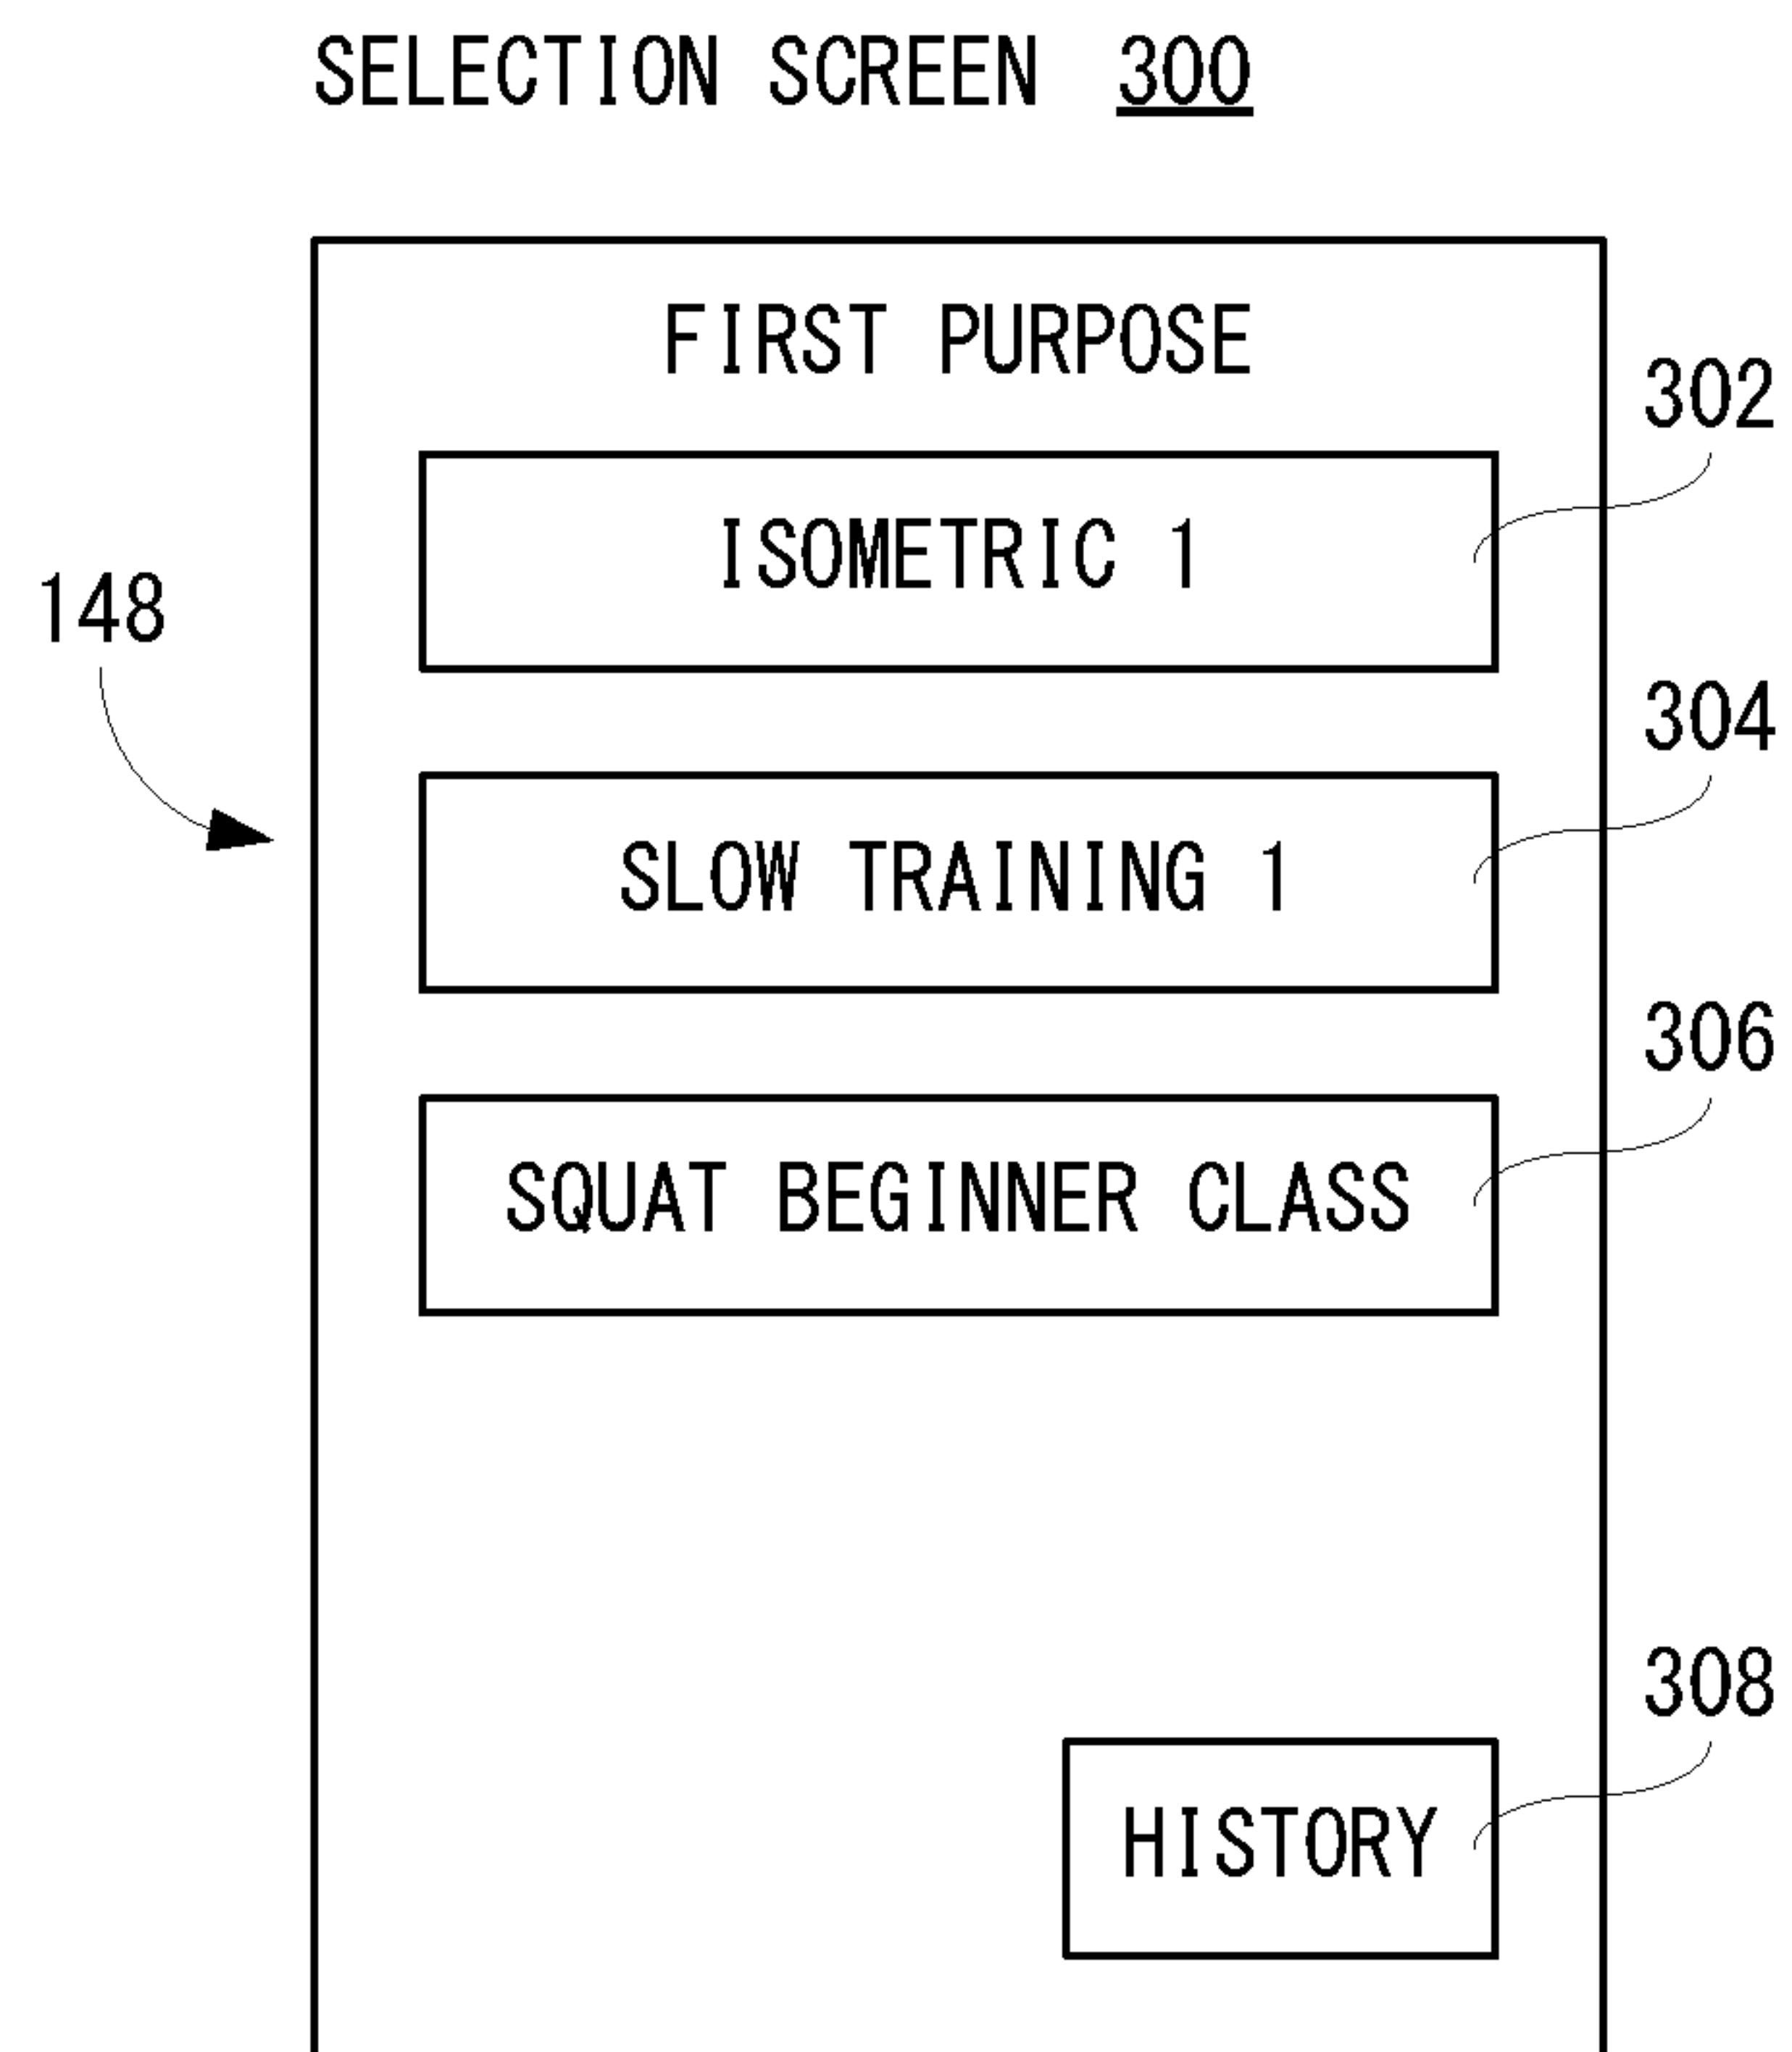 SELECTION SCREEN 300
FIRST PURPOSE
302
ISOMETRIC 1
148
304
SLOW TRAINING 1
306
SQUAT BEGINNER CLASS
308
HISTORY